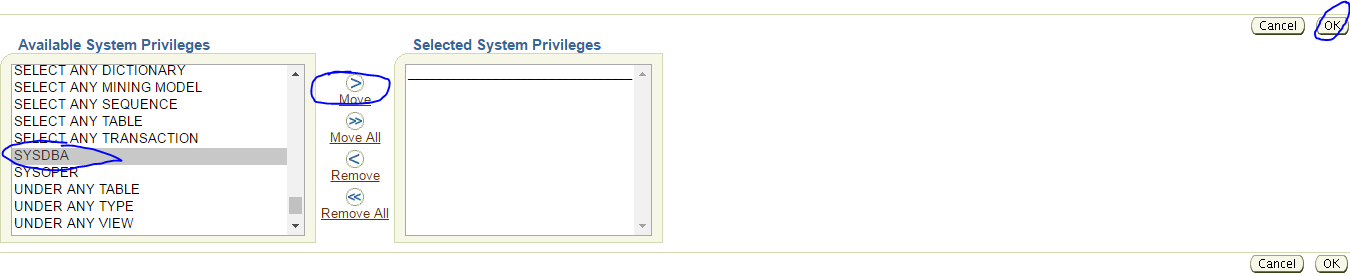 Cancel OK
Available System Privileges Selected System Privileges
SELECT ANY DICTIONARY
SELECT ANY MINING MODEL
SELECT ANY SEQUENCE
SELECT ANY TABLE
SELECT ANY TRANSACTION
SYSDBA
SYSOPER
UNDER ANY TABLE
UNDER ANY TYPE
UNDER ANY VIEW
Move
Move All
Remove
Remove All
Cancel OK